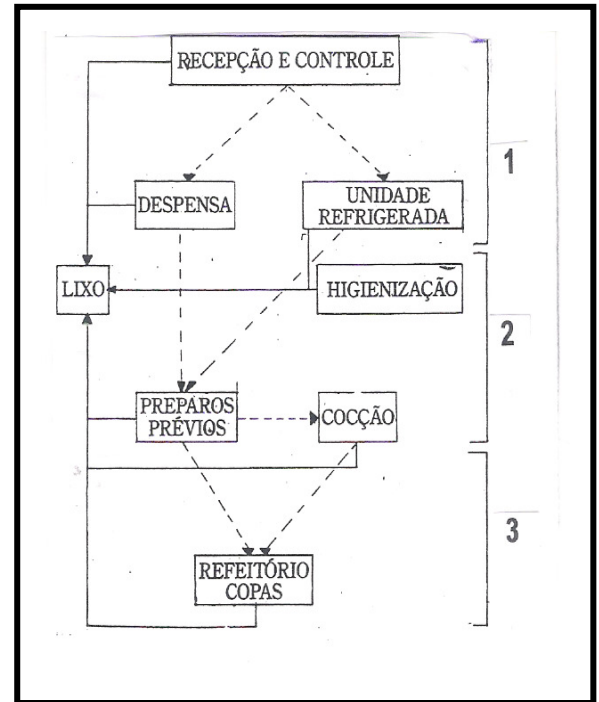 RECEPÇÃO E CONTROLE
1
DESPENSA
UNIDADE
REFRIGERADA
LIXO
HIGIENIZAÇÃO
2
PREPAROS
PRÉVIOS
COCÇÃO
3
REFEITÓRIO
COPAS